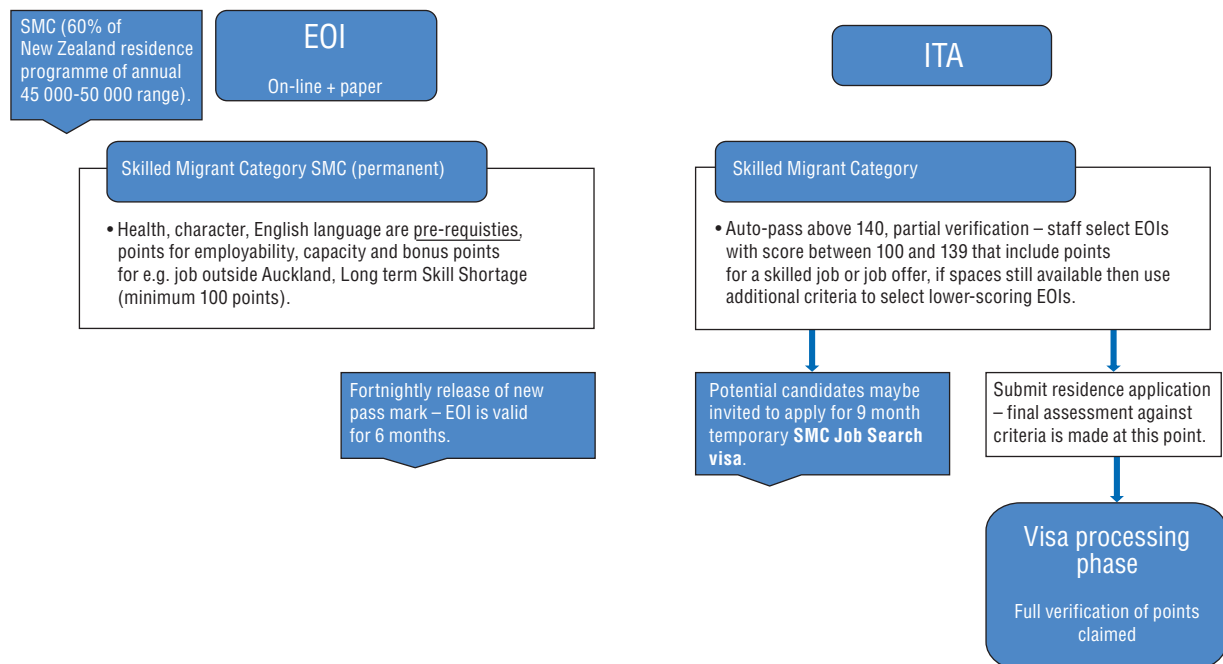 SMC (60% of
New Zealand residence
programme of annual
45 000-50 000 range).
EOI
On-line + paper
ITA
Skilled Migrant Category SMC (permanent)
• Health, character, English language are pre-requisties,
points for employability, capacity and bonus points
for e.g. job outside Auckland, Long term Skill Shortage
(minimum 100 points).
Fortnightly release of new
pass mark – EOI is valid
for 6 months.
Skilled Migrant Category
• Auto-pass above 140, partial verification – staff select EOIs
with score between 100 and 139 that include points
for a skilled job or job offer, if spaces still available then use
additional criteria to select lower-scoring EOIs.
Potential candidates maybe
invited to apply for 9 month
temporary SMC Job Search
visa.
Submit residence application
– final assessment against
criteria is made at this point.
Visa processing
phase
Full verification of points
claimed